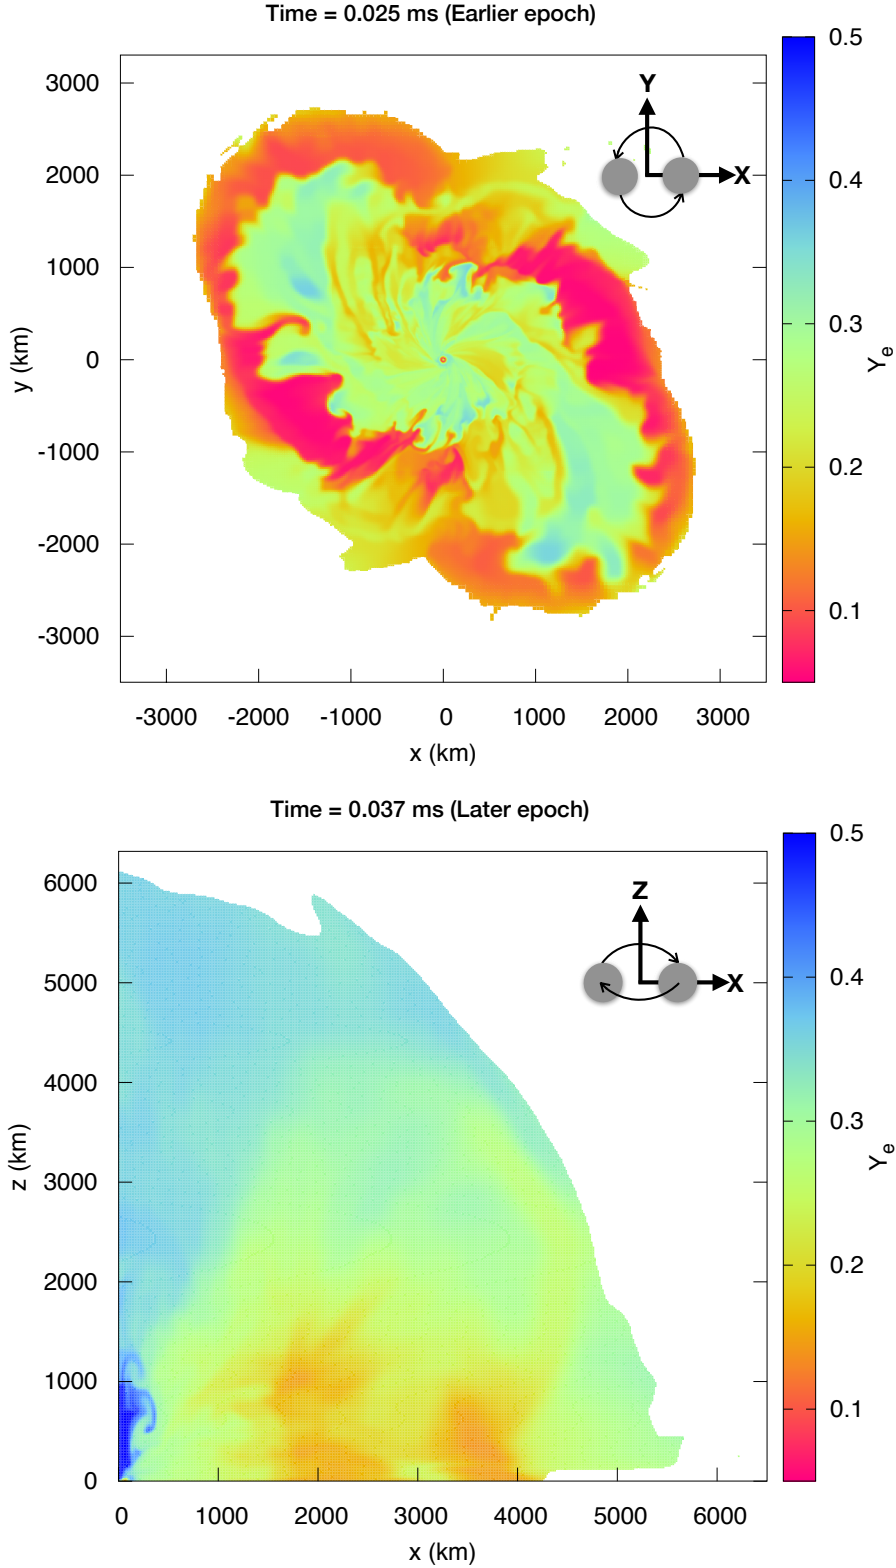 Time = 0.025 ms (Earlier epoch)
0.5
3000
Y
2000
0.4
X
1000
0.3
y (km)
0
Y_e
-1000
0.2
-2000
0.1
-3000
-3000 -2000 -1000 0 1000 2000 3000
x (km)
Time = 0.037 ms (Later epoch)
0.5
6000
Z
5000
X
0.4
4000
0.3
z (km)
3000
Y_e
2000
0.2
1000
0.1
0
0 1000 2000 3000 4000 5000 6000
x (km)